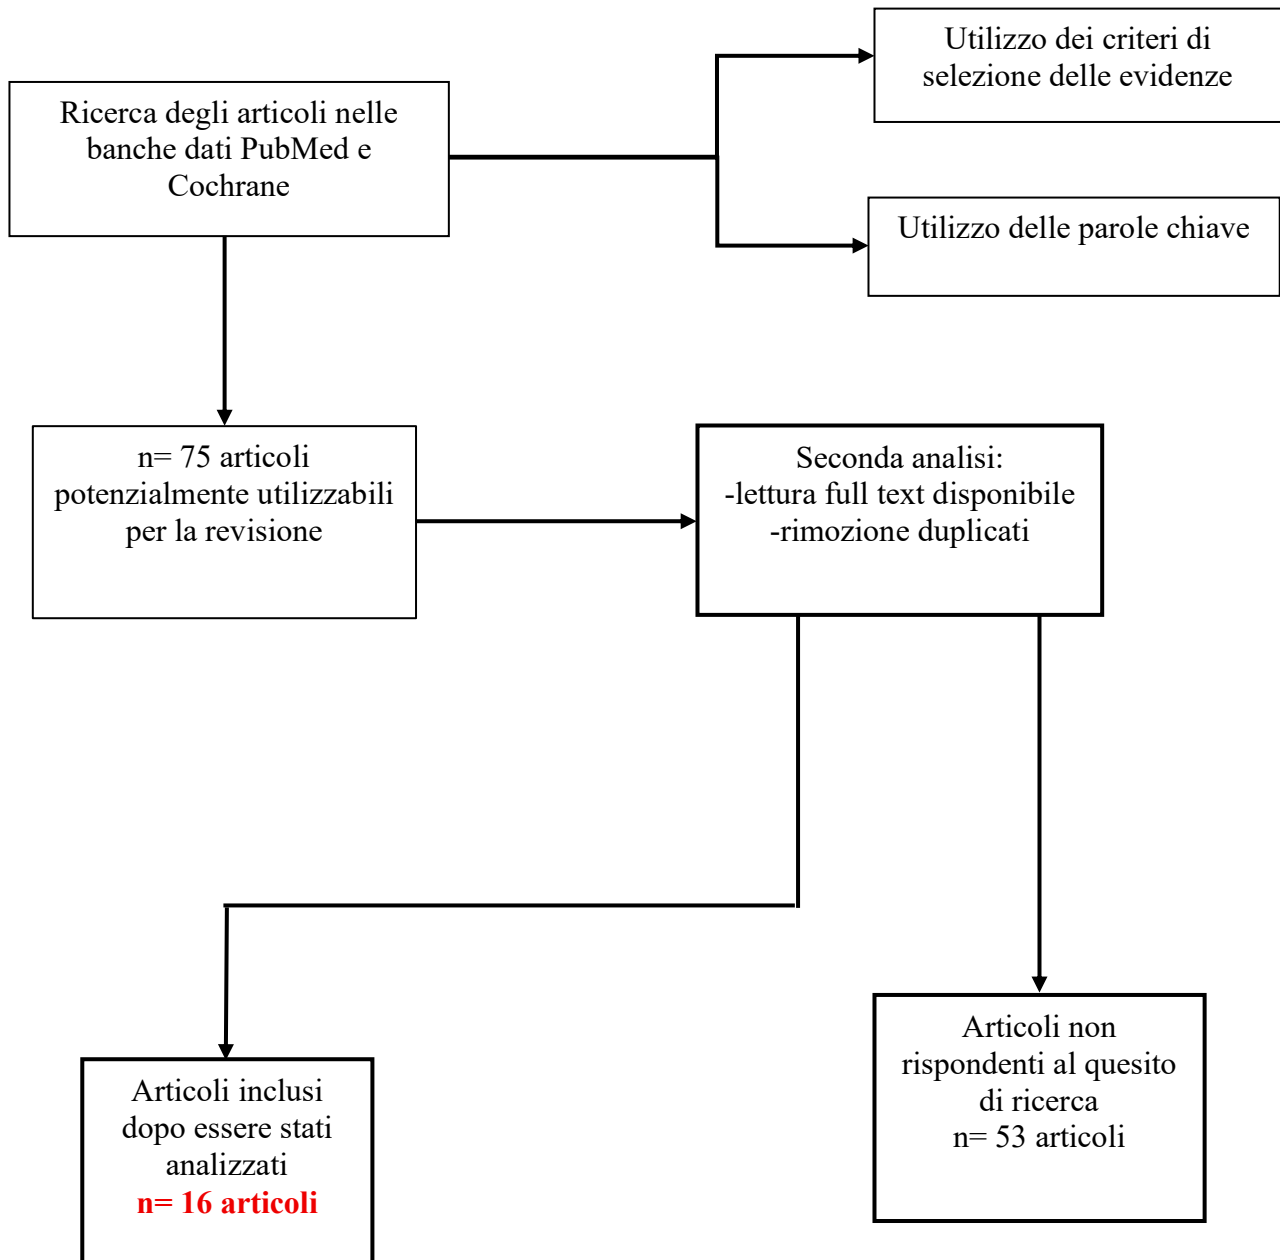 Utilizzo dei criteri di
selezione delle evidenze
Ricerca degli articoli nelle
banche dati PubMed e
Cochrane
Utilizzo delle parole chiave
n= 75 articoli
potenzialmente utilizzabili
per la revisione
Seconda analisi:
-lettura full text disponibile
-rimozione duplicati
Articoli non
rispondenti al quesito
di ricerca
n= 53 articoli
Articoli inclusi
dopo essere stati
analizzati
n= 16 articoli